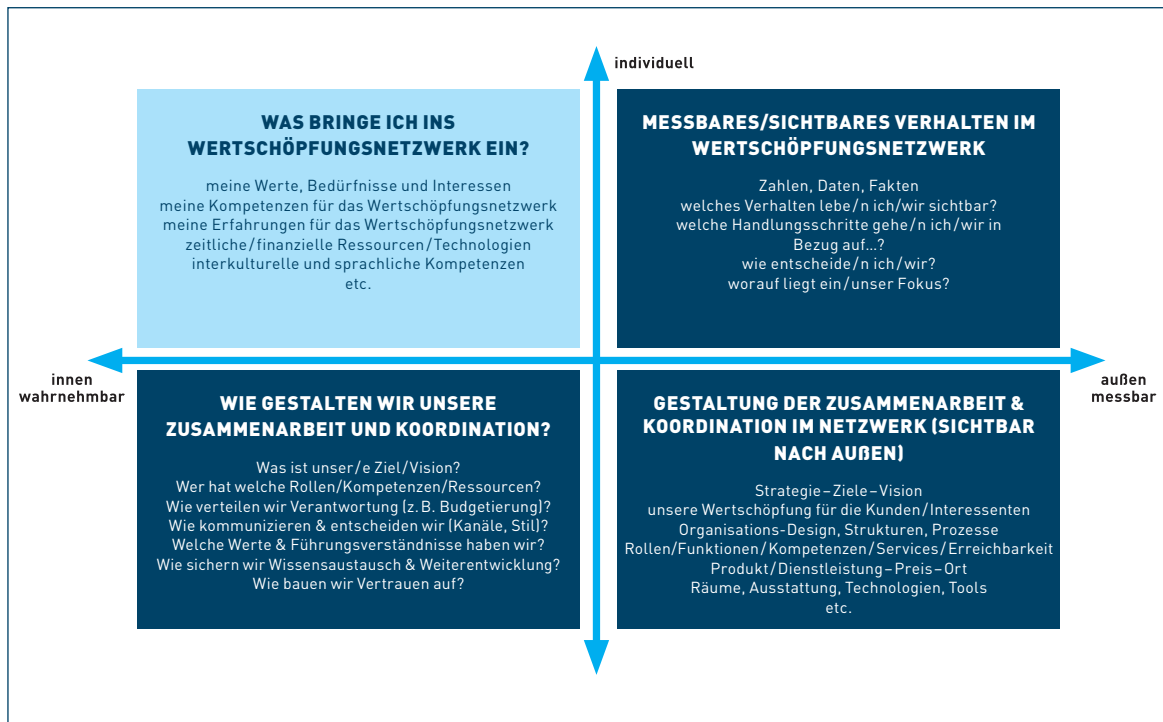 individuell
WAS BRINGE ICH INS
WERTSCHÖPFUNGSNETZWERK EIN?
meine Werte, Bedürfnisse und Interessen
meine Kompetenzen für das Wertschöpfungsnetzwerk
meine Erfahrungen für das Wertschöpfungsnetzwerk
zeitliche/finanzielle Ressourcen/Technologien
interkulturelle und sprachliche Kompetenzen
etc.
MESSBARES/SICHTBARES VERHALTEN IM
WERTSCHÖPFUNGSNETZWERK
Zahlen, Daten, Fakten
welches Verhalten lebe/n ich/wir sichtbar?
welche Handlungsschritte gehe/n ich/wir in
Bezug auf...?
wie entscheide/n ich/wir?
worauf liegt ein/unser Fokus?
innen
wahrnehmbar
außen
messbar
WIE GESTALTEN WIR UNSERE
ZUSAMMENARBEIT UND KOORDINATION?
Was ist unser/e Ziel/Vision?
Wer hat welche Rollen/Kompetenzen/Ressourcen?
Wie verteilen wir Verantwortung (z.B. Budgetierung)?
Wie kommunizieren & entscheiden wir (Kanäle, Stil)?
Welche Werte & Führungsverständnisse haben wir?
Wie sichern wir Wissensaustausch & Weiterentwicklung?
Wie bauen wir Vertrauen auf?
GESTALTUNG DER ZUSAMMENARBEIT &
KOORDINATION IM NETZWERK (SICHTBAR
NACH AUßEN)
Strategie–Ziele–Vision
unsere Wertschöpfung für die Kunden/Interessenten
Organisations-Design, Strukturen, Prozesse
Rollen/Funktionen/Kompetenzen/Services/Erreichbarkeit
Produkt/Dienstleistung–Preis–Ort
Räume, Ausstattung, Technologien, Tools
etc.